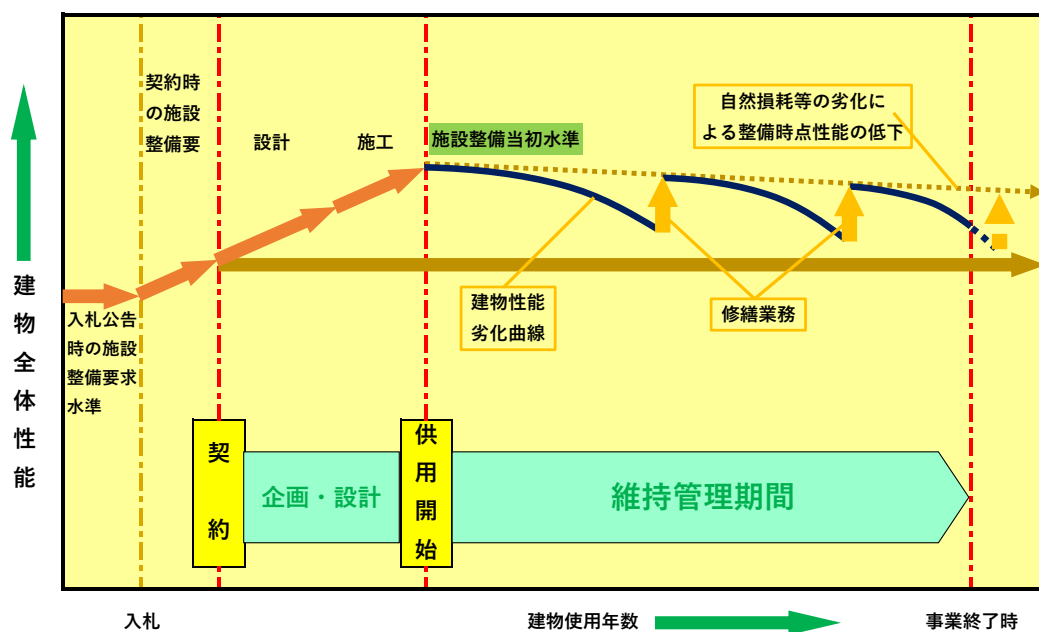 契約時
の施設
整備要
設計
施工
施設整備当初水準
自然損耗等の劣化に
よる整備時点性能の低下
建物全体性能
入札公告
時の施設
整備要求
水準
建物性能
劣化曲線
修繕業務
契約
企画・設計
供用開始
維持管理期間
入札
建物使用年数
事業終了時